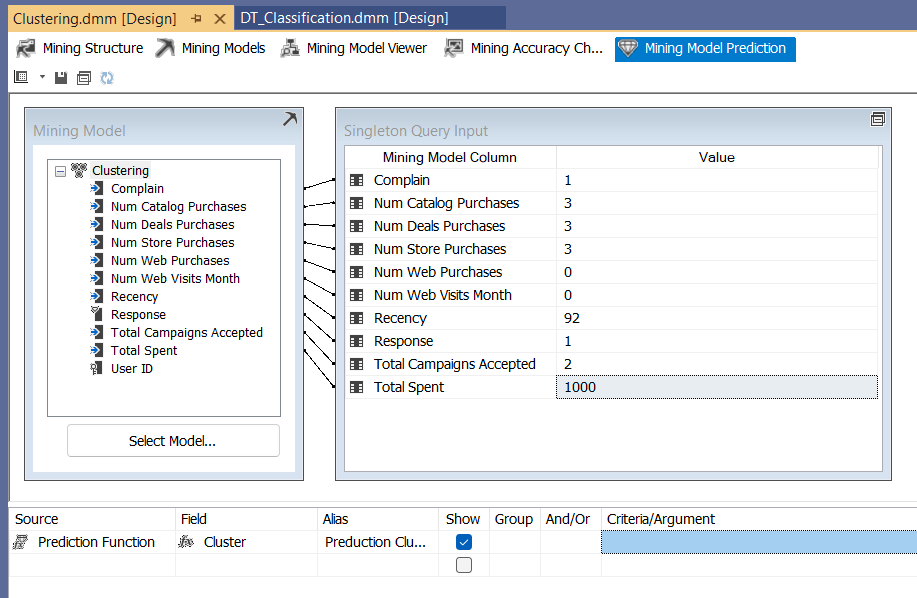 Clustering.dmm [Design] DT_Classification.dmm [Design]
Mining Structure Mining Models Mining Model Viewer Mining Accuracy Ch... Mining Model Prediction
Mining Model
Clustering
Complain
Num Catalog Purchases
Num Deals Purchases
Num Store Purchases
Num Web Purchases
Num Web Visits Month
Recency
Response
Total Campaigns Accepted
Total Spent
User ID
Select Model...
Singleton Query Input
Mining Model Column Value
Complain 1
Num Catalog Purchases 3
Num Deals Purchases 3
Num Store Purchases 3
Num Web Purchases 0
Num Web Visits Month 0
Recency 92
Response 1
Total Campaigns Accepted 2
Total Spent 1000
Source Field Alias Show Group And/Or Criteria/Argument
Prediction Function Cluster Preduction Clu...